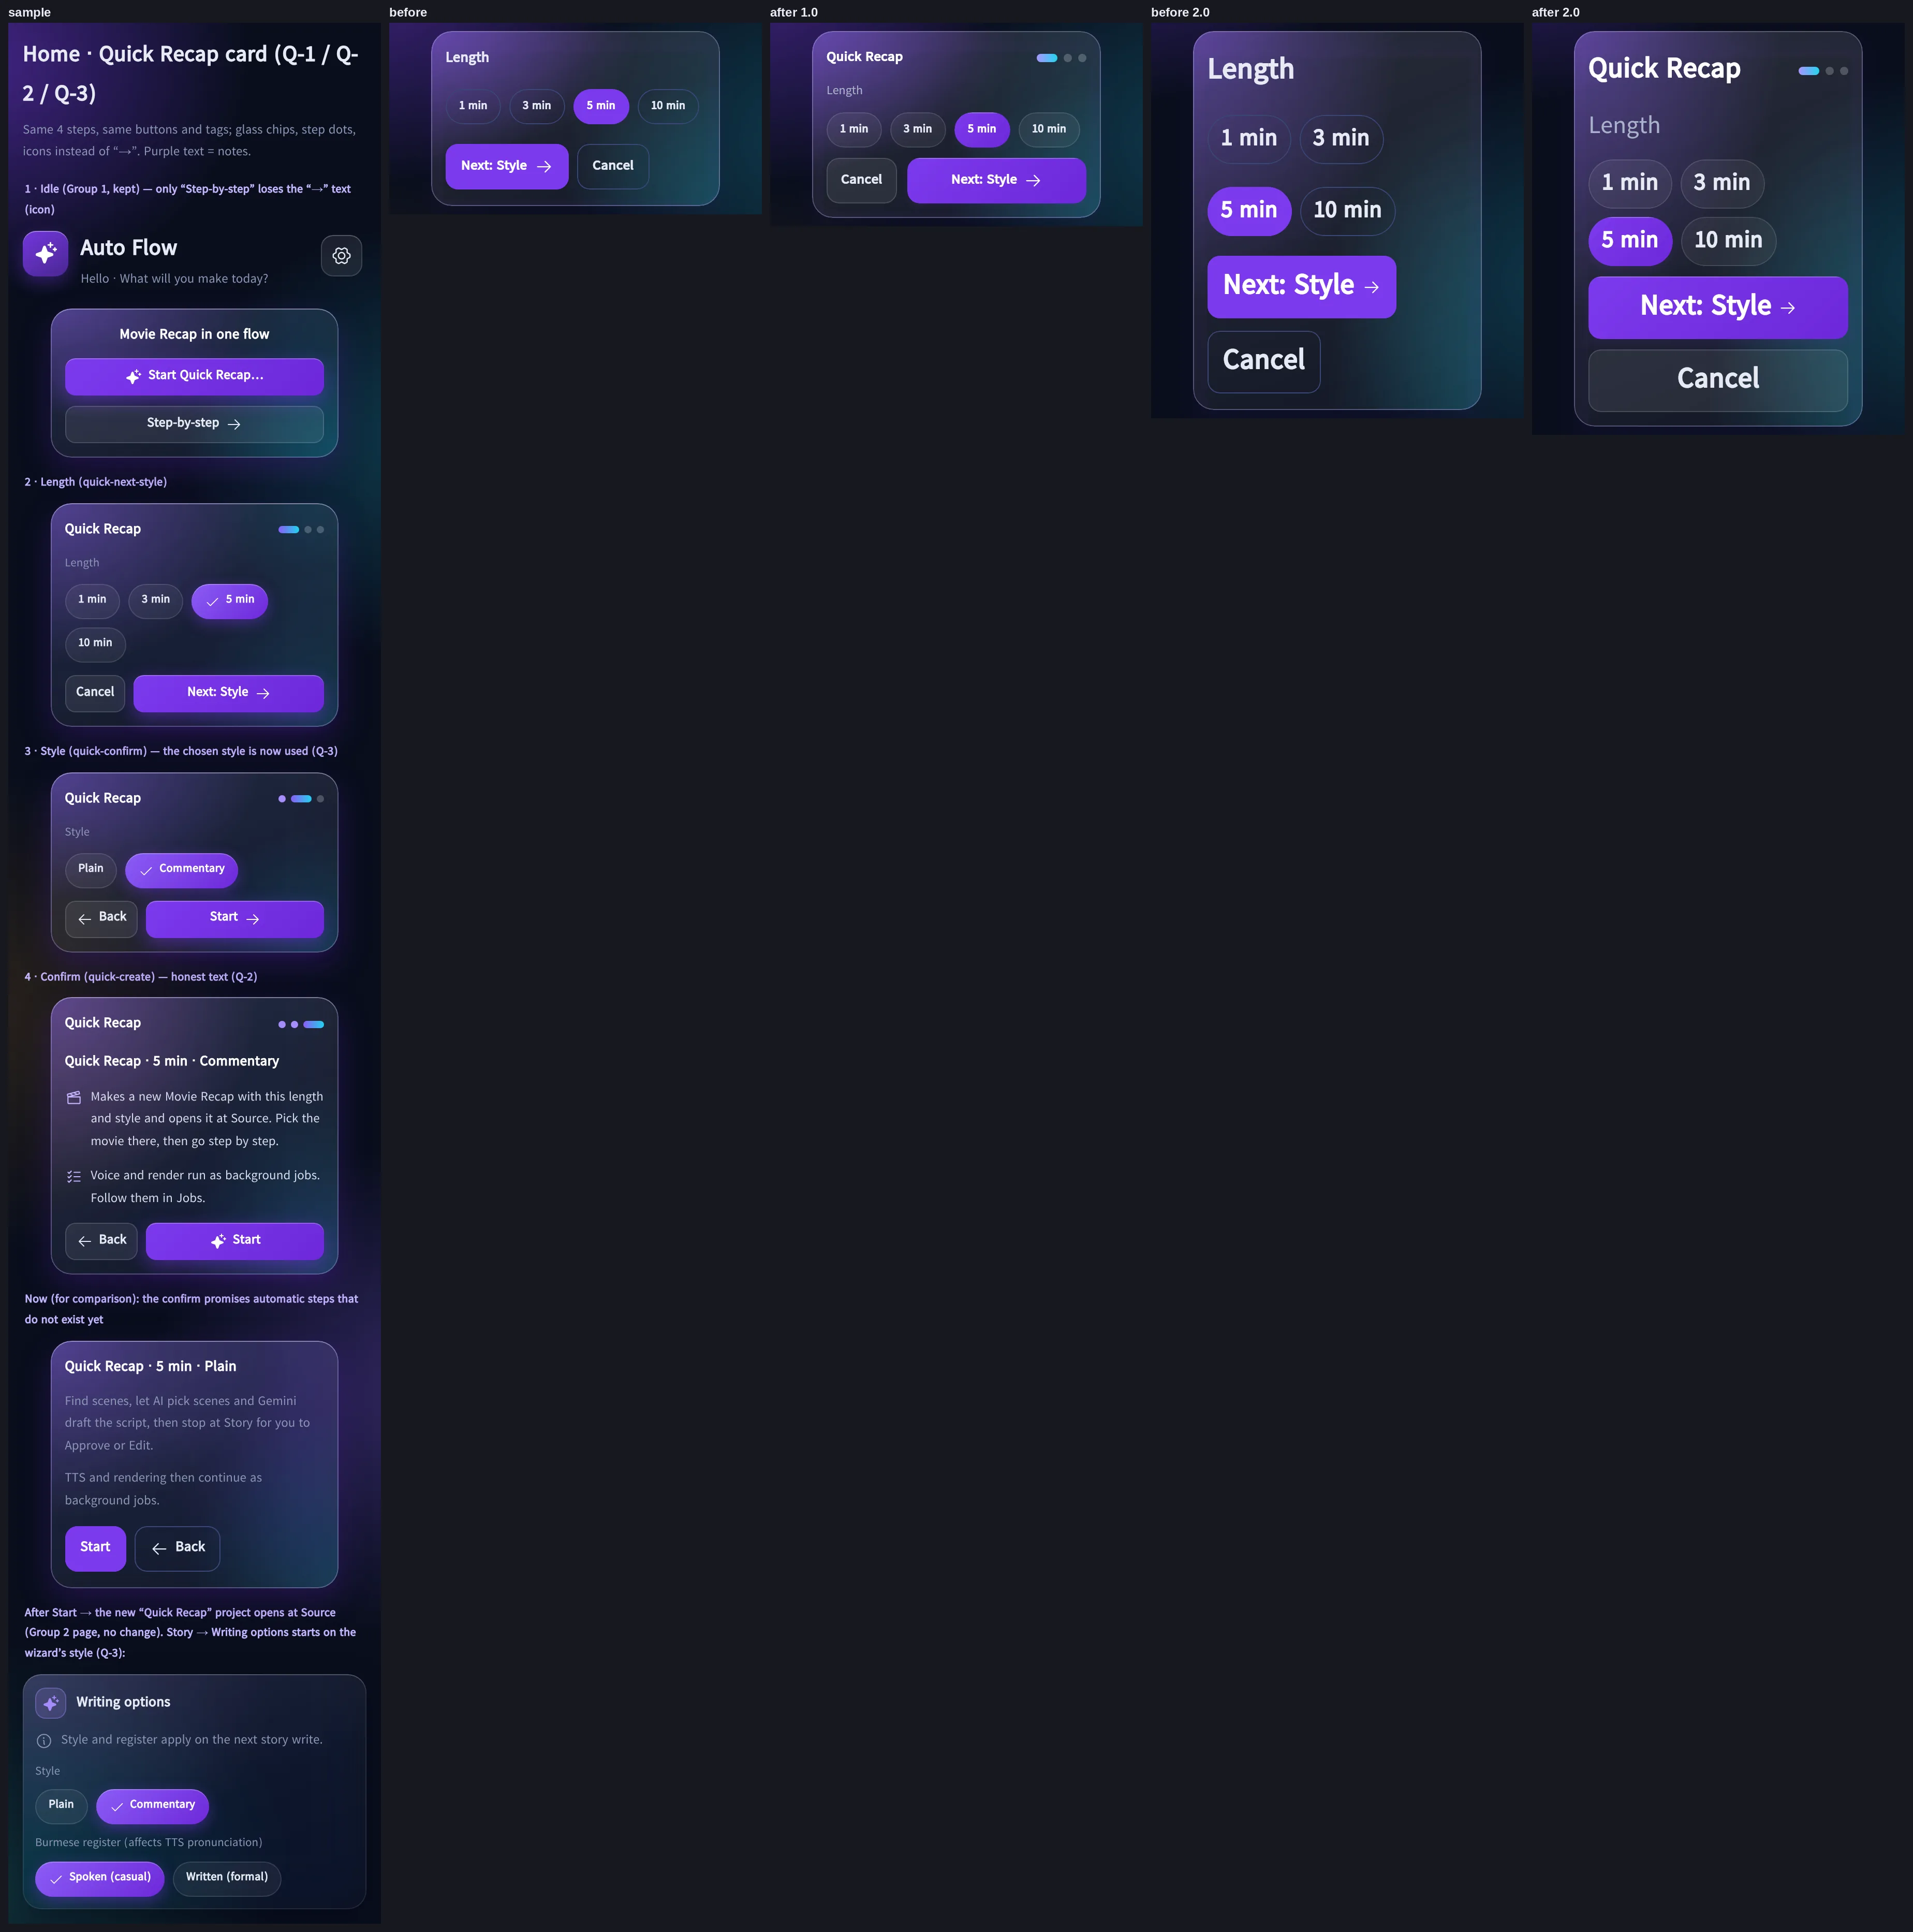 sample
Home · Quick Recap card (Q-1 / Q-
2 / Q-3)
Same 4 steps, same buttons and tags; glass chips, step dots,
icons instead of “→”. Purple text = notes.
1 · Idle (Group 1, kept) — only “Step-by-step” loses the “→” text
(icon)
Auto Flow
Hello · What will you make today?
Movie Recap in one flow
Start Quick Recap…
Step-by-step →
2 · Length (quick-next-style)
Quick Recap
Length
1 min 3 min ✓ 5 min
10 min
Cancel Next: Style →
3 · Style (quick-confirm) — the chosen style is now used (Q-3)
Quick Recap
Style
Plain ✓ Commentary
← Back Start →
4 · Confirm (quick-create) — honest text (Q-2)
Quick Recap
Quick Recap · 5 min · Commentary
Makes a new Movie Recap with this length
and style and opens it at Source. Pick the
movie there, then go step by step.
Voice and render run as background jobs.
Follow them in Jobs.
← Back Start
Now (for comparison): the confirm promises automatic steps that
do not exist yet
Quick Recap · 5 min · Plain
Find scenes, let AI pick scenes and Gemini
draft the script, then stop at Story for you to
Approve or Edit.
TTS and rendering then continue as
background jobs.
Start ← Back
After Start → the new “Quick Recap” project opens at Source
(Group 2 page, no change). Story → Writing options starts on the
wizard’s style (Q-3):
Writing options
Style and register apply on the next story write.
Style
Plain ✓ Commentary
Burmese register (affects TTS pronunciation)
✓ Spoken (casual) Written (formal)
before
Length
1 min 3 min 5 min 10 min
Next: Style → Cancel
after 1.0
Quick Recap
Length
1 min 3 min 5 min 10 min
Cancel Next: Style →
before 2.0
Length
1 min 3 min
5 min 10 min
Next: Style →
Cancel
after 2.0
Quick Recap
Length
1 min 3 min
5 min 10 min
Next: Style →
Cancel